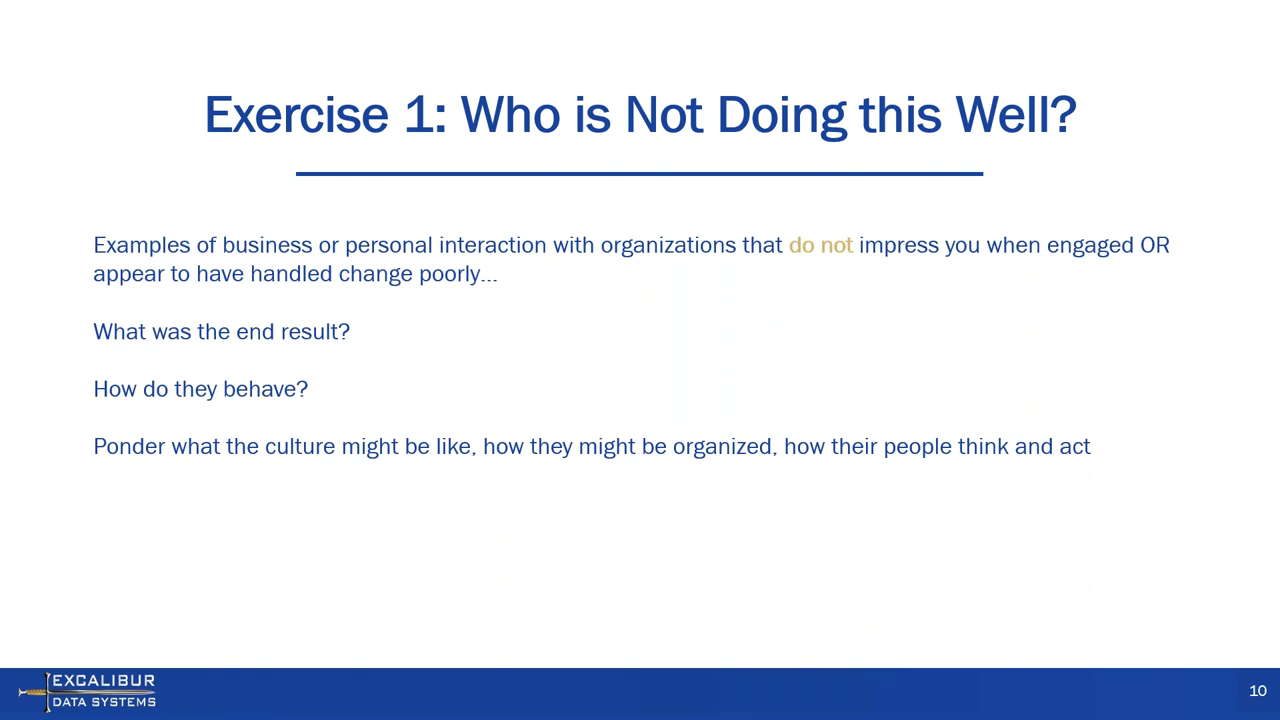 Exercise 1: Who is Not Doing this Well?
Examples of business or personal interaction with organizations that do not impress you when engaged OR
appear to have handled change poorly...
What was the end result?
How do they behave?
Ponder what the culture might be like, how they might be organized, how their people think and act
EXCALIBUR
DATA SYSTEMS
10